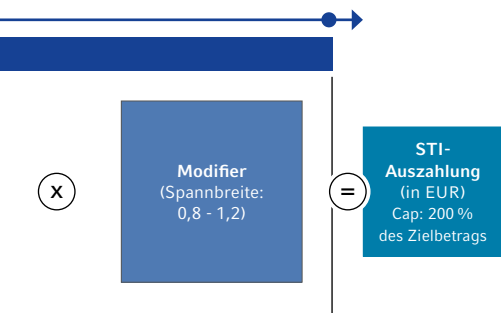 x
Modifier
(Spannbreite:
0,8 - 1,2)
=
STI-
Auszahlung
(in EUR)
Cap: 200 %
des Zielbetrags